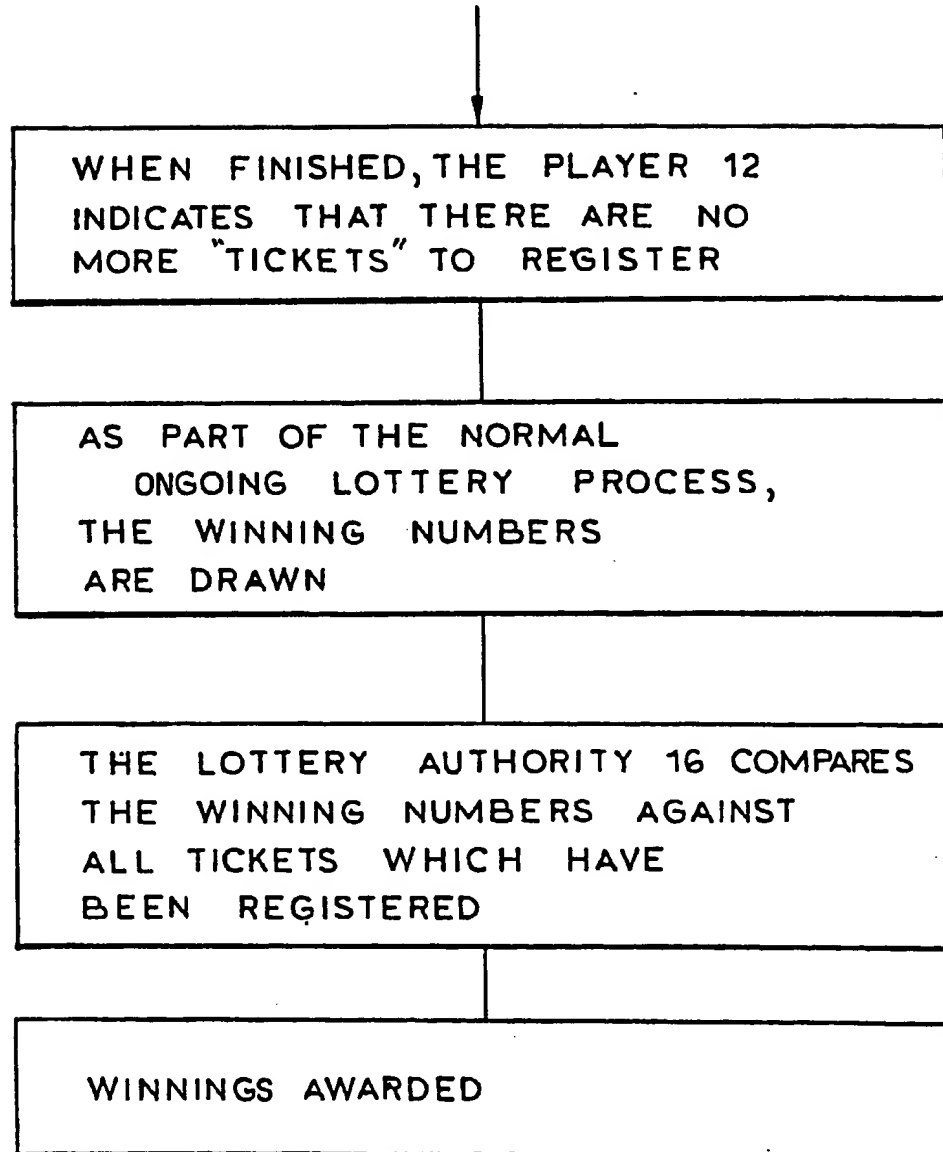 WHEN FINISHED, THE PLAYER 12
INDICATES THAT THERE ARE NO
MORE "TICKETS" TO REGISTER
AS PART OF THE NORMAL
ONGOING LOTTERY PROCESS,
THE WINNING NUMBERS
ARE DRAWN
THE LOTTERY AUTHORITY 16 COMPARES
THE WINNING NUMBERS AGAINST
ALL TICKETS WHICH HAVE
BEEN REGISTERED
WINNINGS AWARDED